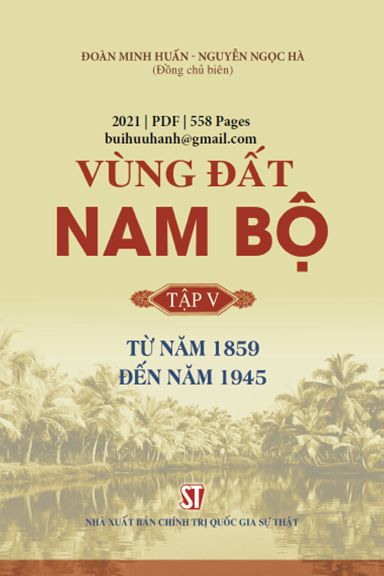 ĐOÀN MINH HUẤN - NGUYỄN NGỌC HÀ
(Đồng chủ biên)
2021 | PDF | 558 Pages
buihuuhanh@gmail.com
VÙNG ĐẤT
NAM BỘ
TẬP V
TỪ NĂM 1859
ĐẾN NĂM 1945
ST
NHÀ XUẤT BẢN CHÍNH TRỊ QUỐC GIA SỰ THẬT